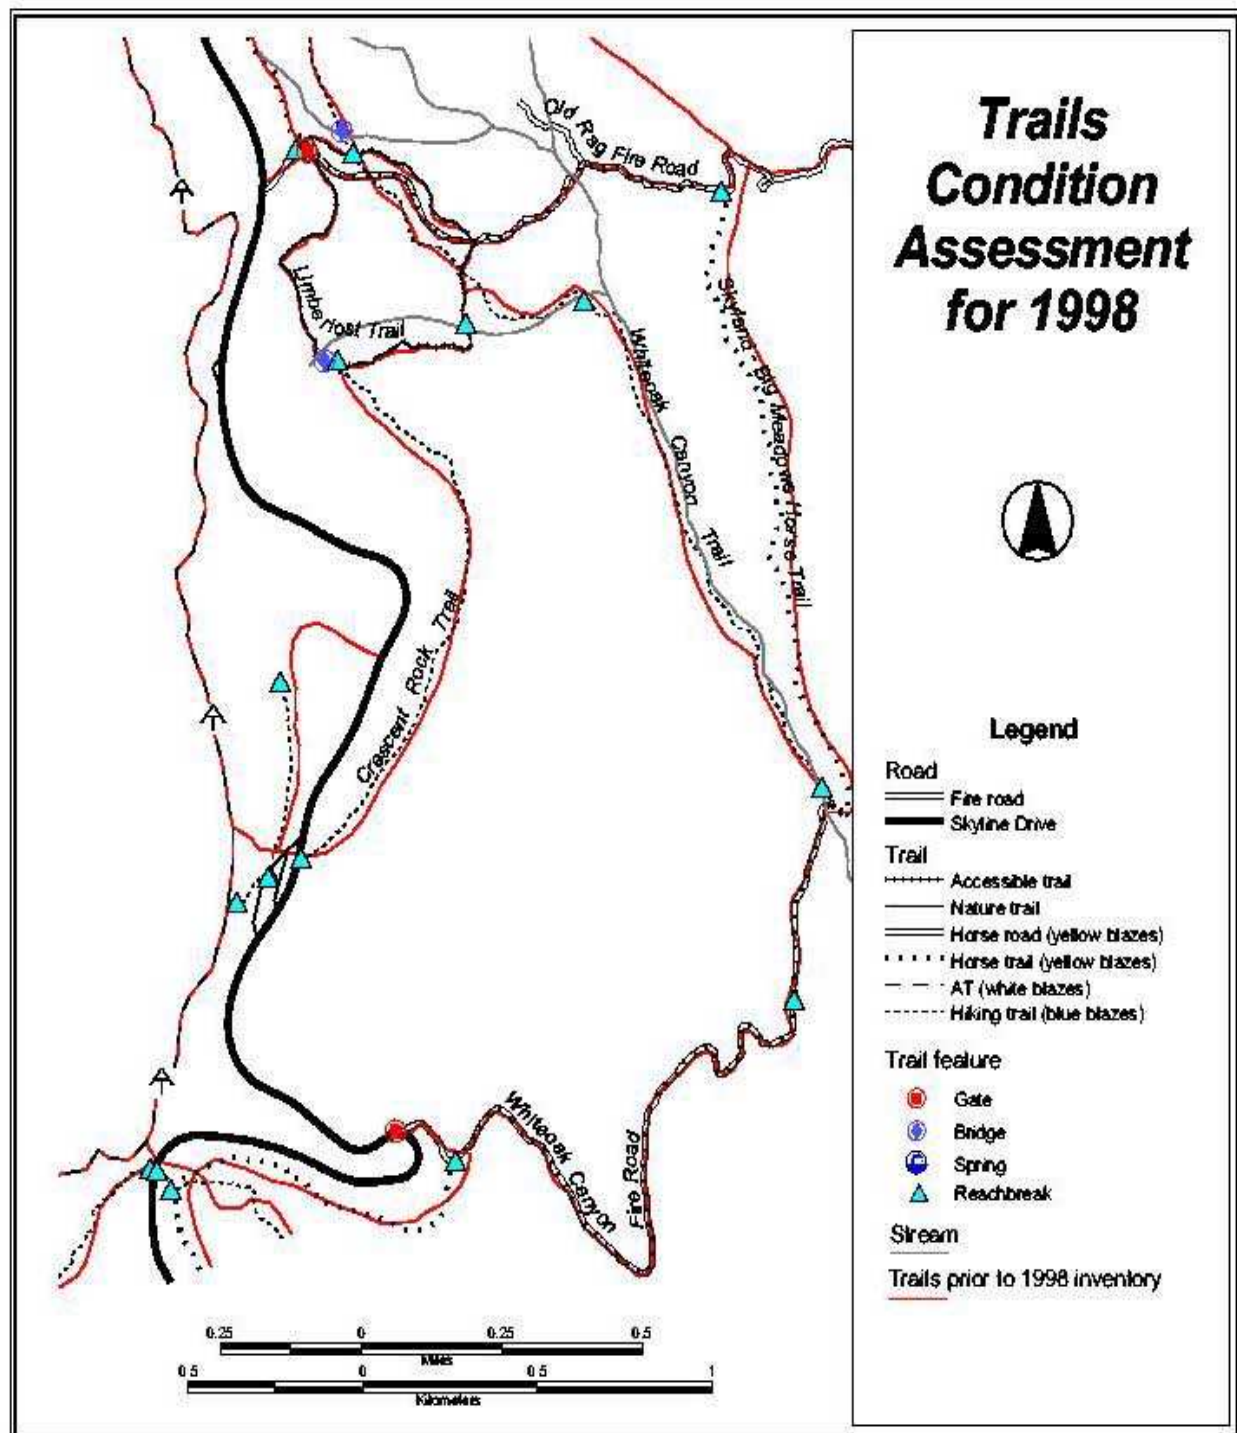 Trails
Condition
Assessment
for 1998
Old Rag Fire Road
Limberlost Trail
Whiteoak Canyon Trail
Skyland Big Meadows Horse Trail
Crescent Rock Trail
Whiteoak Canyon
Fire Road
Legend
Road
Fire road
Skyline Drive
Trail
Accessible trail
Nature trail
Horse road (yellow blazes)
Horse trail (yellow blazes)
AT (white blazes)
Hiking trail (blue blazes)
Trail feature
Gate
Bridge
Spring
Reachbreak
Stream
Trails prior to 1998 inventory
0.25 0 0.25 0.5
Miles
0.5 0 0.5 1
Kilometers